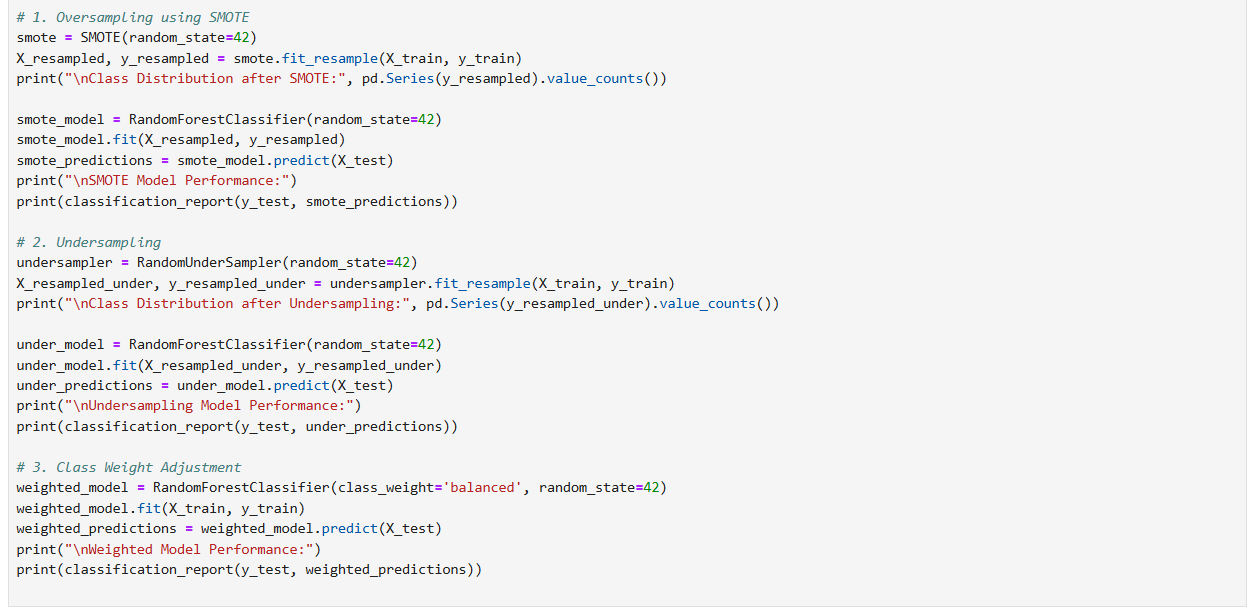 # 1. Oversampling using SMOTE
smote = SMOTE(random_state=42)
X_resampled, y_resampled = smote.fit_resample(X_train, y_train)
print("\nClass Distribution after SMOTE:", pd.Series(y_resampled).value_counts())
smote_model = RandomForestClassifier(random_state=42)
smote_model.fit(X_resampled, y_resampled)
smote_predictions = smote_model.predict(X_test)
print("\nSMOTE Model Performance:")
print(classification_report(y_test, smote_predictions))
# 2. Undersampling
undersampler = RandomUnderSampler(random_state=42)
X_resampled_under, y_resampled_under = undersampler.fit_resample(X_train, y_train)
print("\nClass Distribution after Undersampling:", pd.Series(y_resampled_under).value_counts())
under_model = RandomForestClassifier(random_state=42)
under_model.fit(X_resampled_under, y_resampled_under)
under_predictions = under_model.predict(X_test)
print("\nUndersampling Model Performance:")
print(classification_report(y_test, under_predictions))
# 3. Class Weight Adjustment
weighted_model = RandomForestClassifier(class_weight='balanced', random_state=42)
weighted_model.fit(X_train, y_train)
weighted_predictions = weighted_model.predict(X_test)
print("\nWeighted Model Performance:")
print(classification_report(y_test, weighted_predictions))